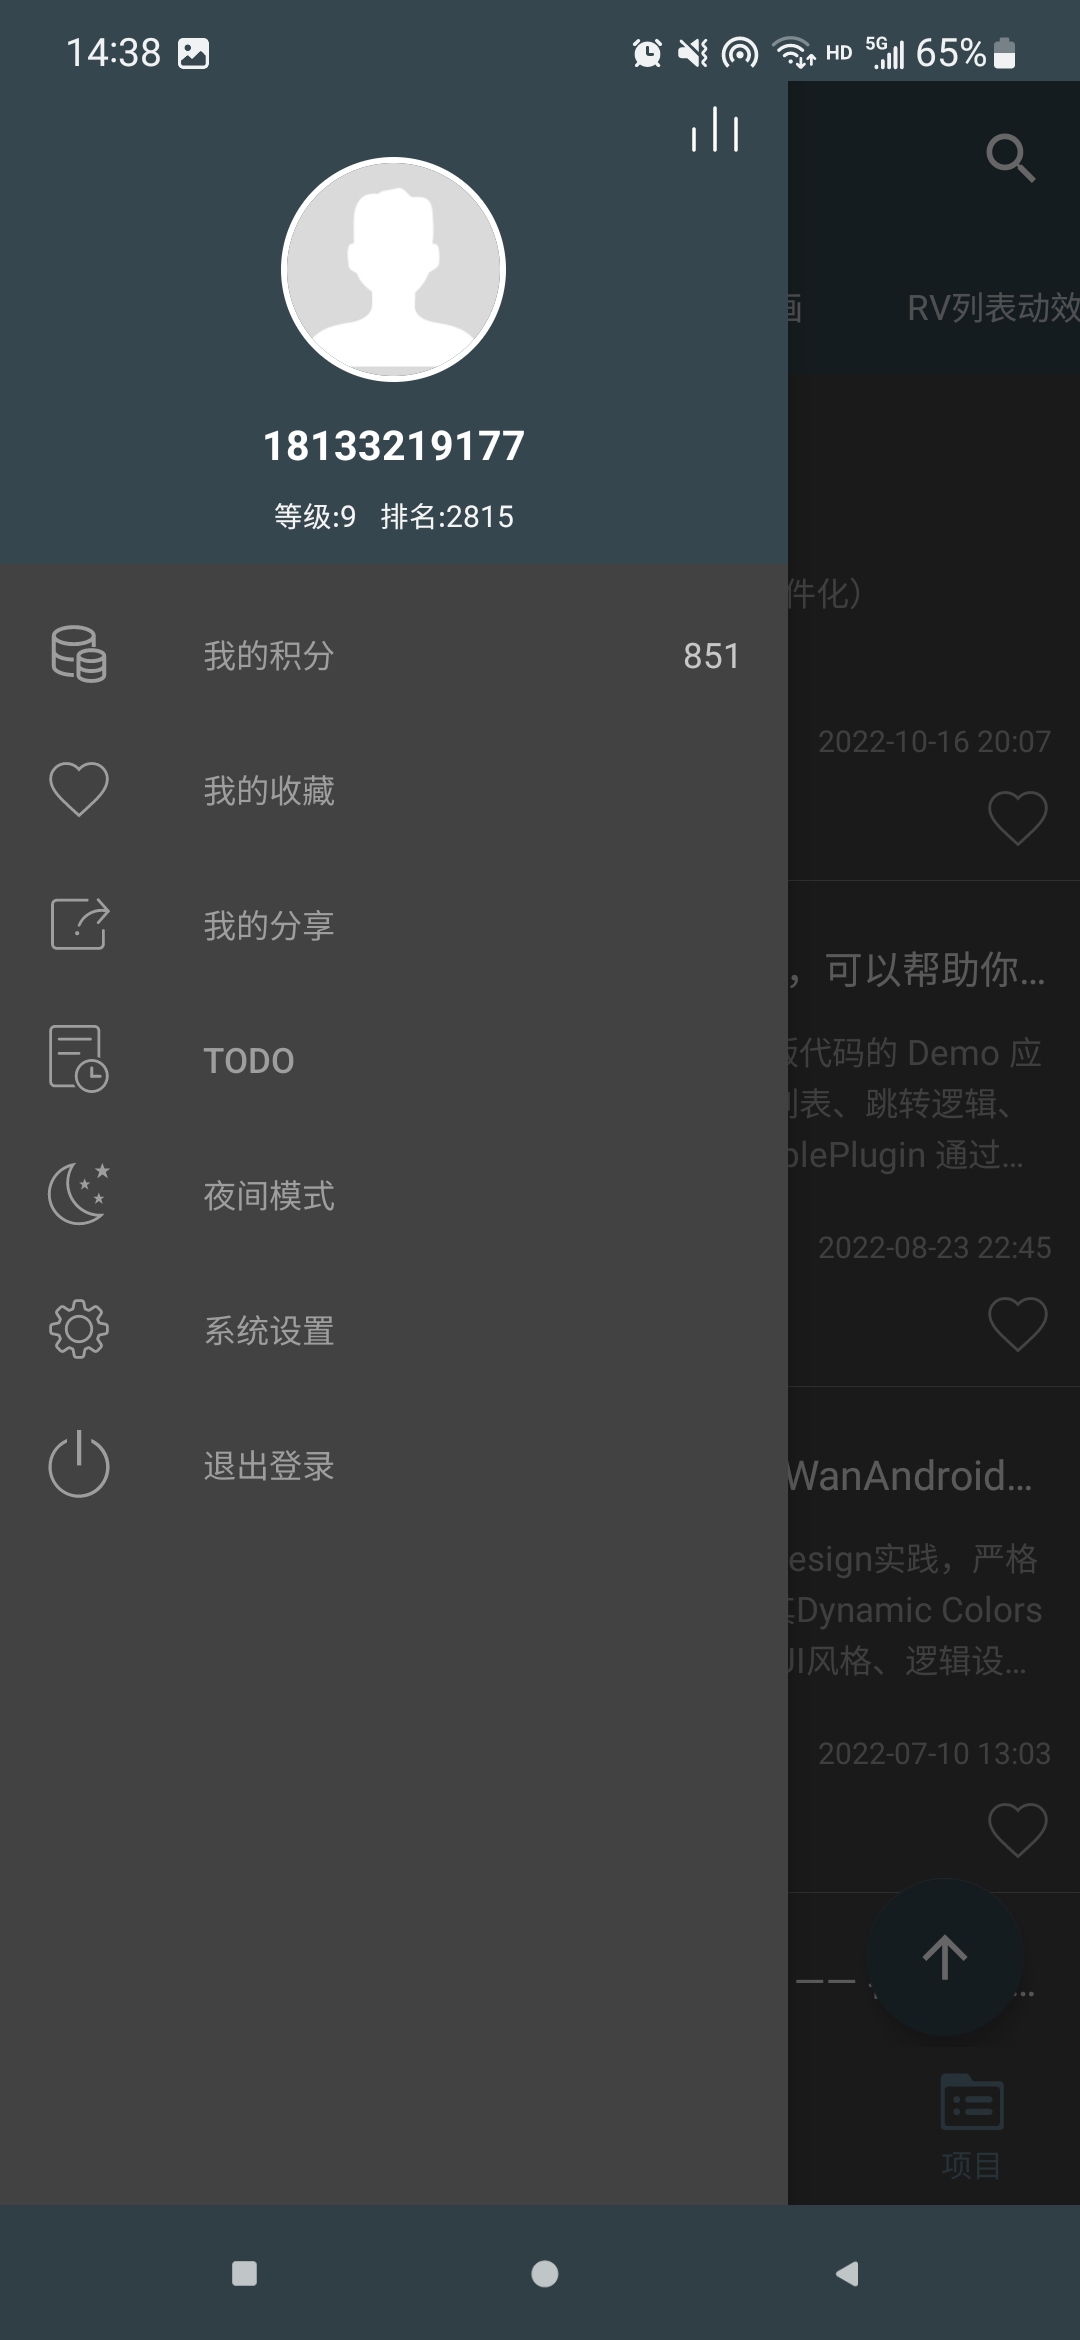 14:38 HD 5G 65%
RV列表动效
18133219177
等级:9 排名:2815
件化）
我的积分 851
2022-10-16 20:07
我的收藏
我的分享
，可以帮助你...
代码的 Demo 应
TODO
表、跳转逻辑、
plePlugin 通过...
夜间模式
2022-08-23 22:45
系统设置
退出登录
WanAndroid...
esign实践，严格
Dynamic Colors
UI风格、逻辑设...
2022-07-10 13:03
—— ...
项目